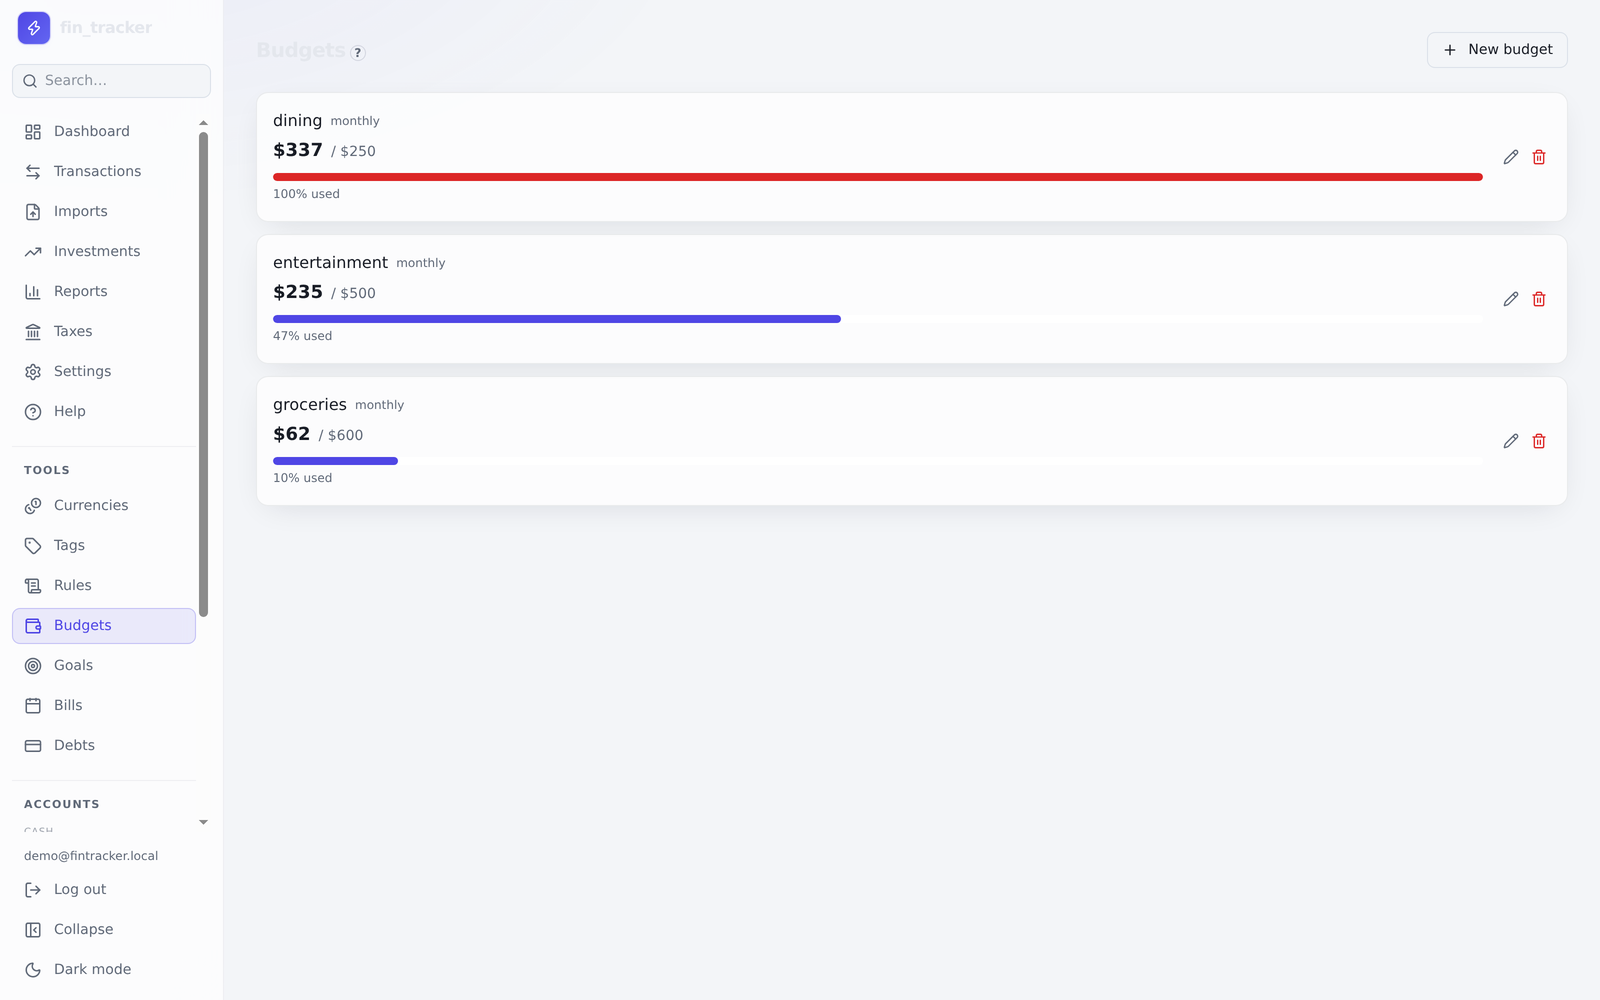 fin_tracker
Search...
Dashboard
Transactions
Imports
Investments
Reports
Taxes
Settings
Help
TOOLS
Currencies
Tags
Rules
Budgets
Goals
Bills
Debts
ACCOUNTS
CASH
demo@fintracker.local
Log out
Collapse
Dark mode
Budgets ?
New budget
dining monthly
$337 / $250
100% used
entertainment monthly
$235 / $500
47% used
groceries monthly
$62 / $600
10% used